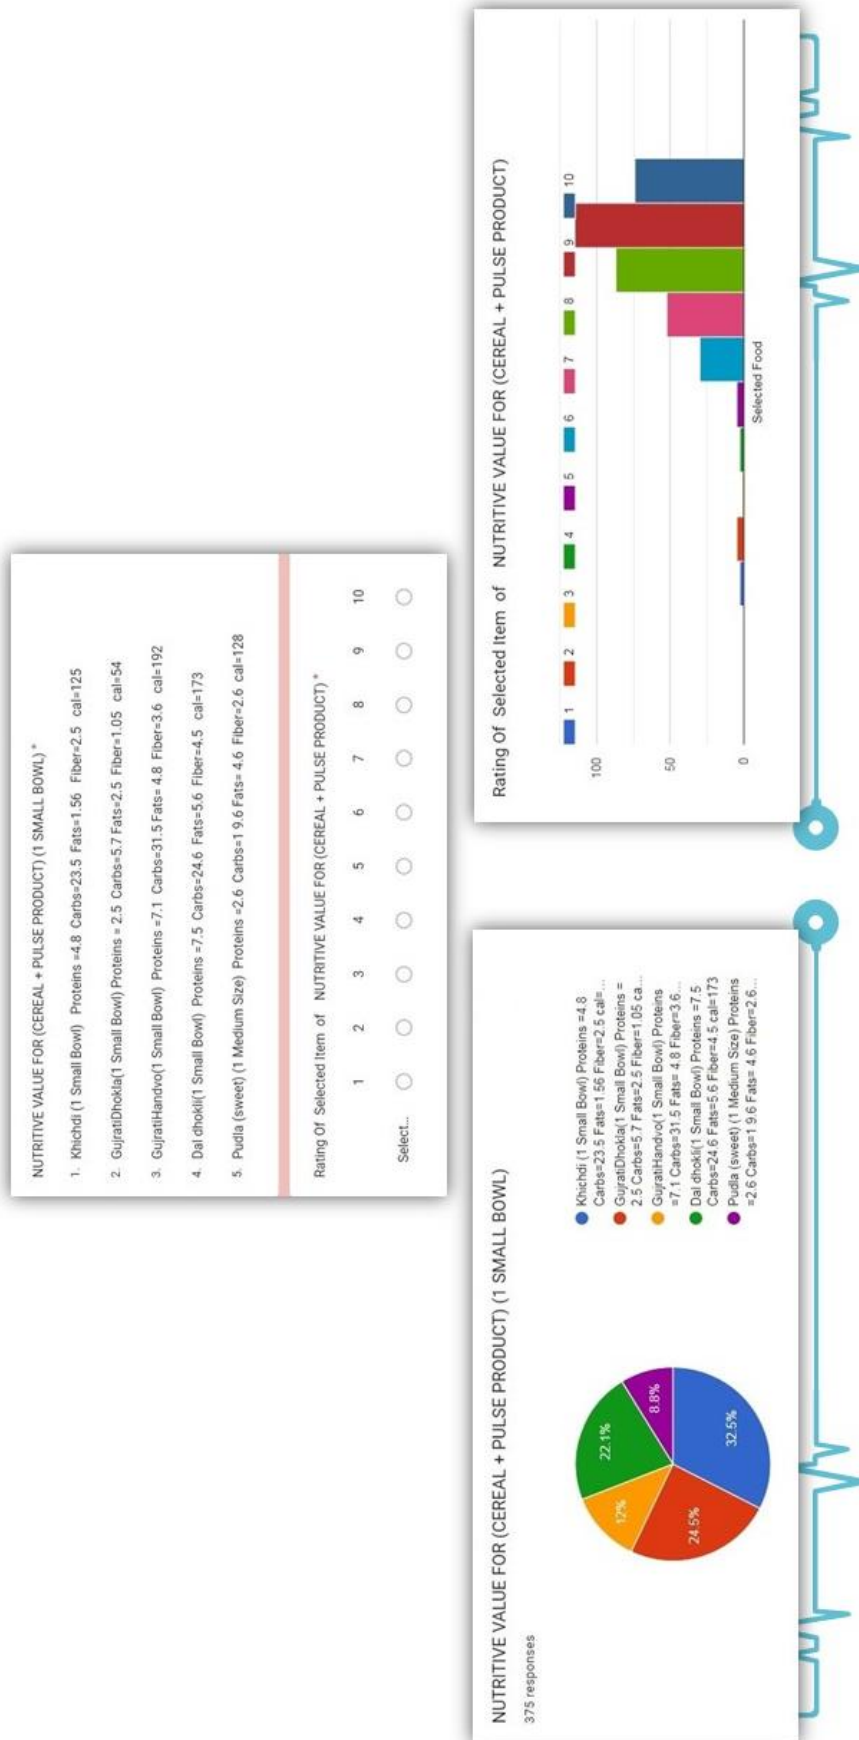 NUTRITIVE VALUE FOR (CEREAL + PULSE PRODUCT) (1 SMALL BOWL) *
1. Khichdi (1 Small Bowl) Proteins =4.8 Carbs=23.5 Fats=1.56 Fiber=2.5 cal=125
2. GujratiDhokla(1 Small Bowl) Proteins = 2.5 Carbs=5.7 Fats=2.5 Fiber=1.05 cal=54
3. GujratiHandvo(1 Small Bowl) Proteins =7.1 Carbs=31.5 Fats= 4.8 Fiber=3.6 cal=192
4. Dal dhokli(1 Small Bowl) Proteins =7.5 Carbs=24.6 Fats=5.6 Fiber=4.5 cal=173
5. Pudla (sweet) (1 Medium Size) Proteins =2.6 Carbs=1 9.6 Fats= 4.6 Fiber=2.6 cal=128
Rating Of Selected Item of NUTRITIVE VALUE FOR (CEREAL + PULSE PRODUCT) *
1 2 3 4 5 6 7 8 9 10
Select...
NUTRITIVE VALUE FOR (CEREAL + PULSE PRODUCT) (1 SMALL BOWL)
375 responses
12%
22.1%
8.8%
24.5%
32.5%
Khichdi (1 Small Bowl) Proteins =4.8
Carbs=23.5 Fats=1.56 Fiber=2.5 cal=...
GujratiDhokla(1 Small Bowl) Proteins =
2.5 Carbs=5.7 Fats=2.5 Fiber=1.05 ca...
GujratiHandvo(1 Small Bowl) Proteins
=7.1 Carbs=31.5 Fats= 4.8 Fiber=3.6...
Dal dhokli(1 Small Bowl) Proteins =7.5
Carbs=24.6 Fats=5.6 Fiber=4.5 cal=173
Pudla (sweet) (1 Medium Size) Proteins
=2.6 Carbs=1 9.6 Fats= 4.6 Fiber=2.6...
Rating Of Selected Item of NUTRITIVE VALUE FOR (CEREAL + PULSE PRODUCT)
1 2 3 4 5 6 7 8 9 10
100
50
0
Selected Food